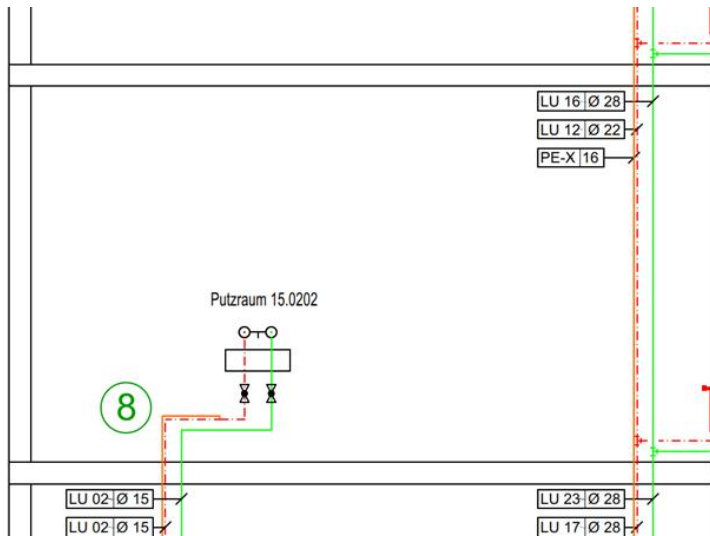 LU 16 Ø 28
LU 12 Ø 22
PE-X 16
Putzraum 15.0202
8
LU 02 Ø 15
LU 23 Ø 28
LU 02 Ø 15
LU 17 Ø 28